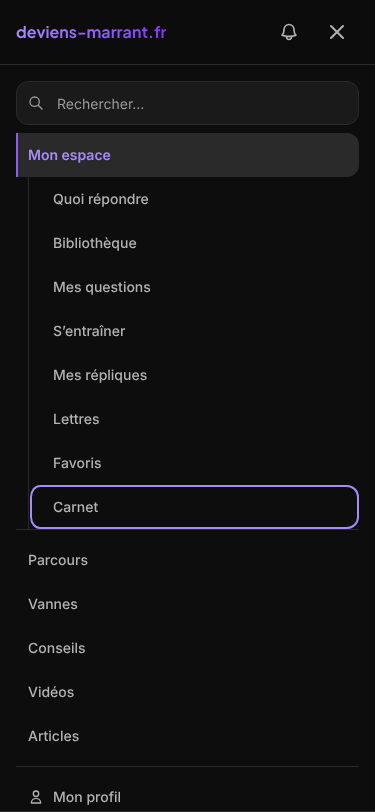 deviens-marrant.fr
Rechercher...
Mon espace
Quoi répondre
Bibliothèque
Mes questions
S’entraîner
Mes répliques
Lettres
Favoris
Carnet
Parcours
Vannes
Conseils
Vidéos
Articles
Mon profil